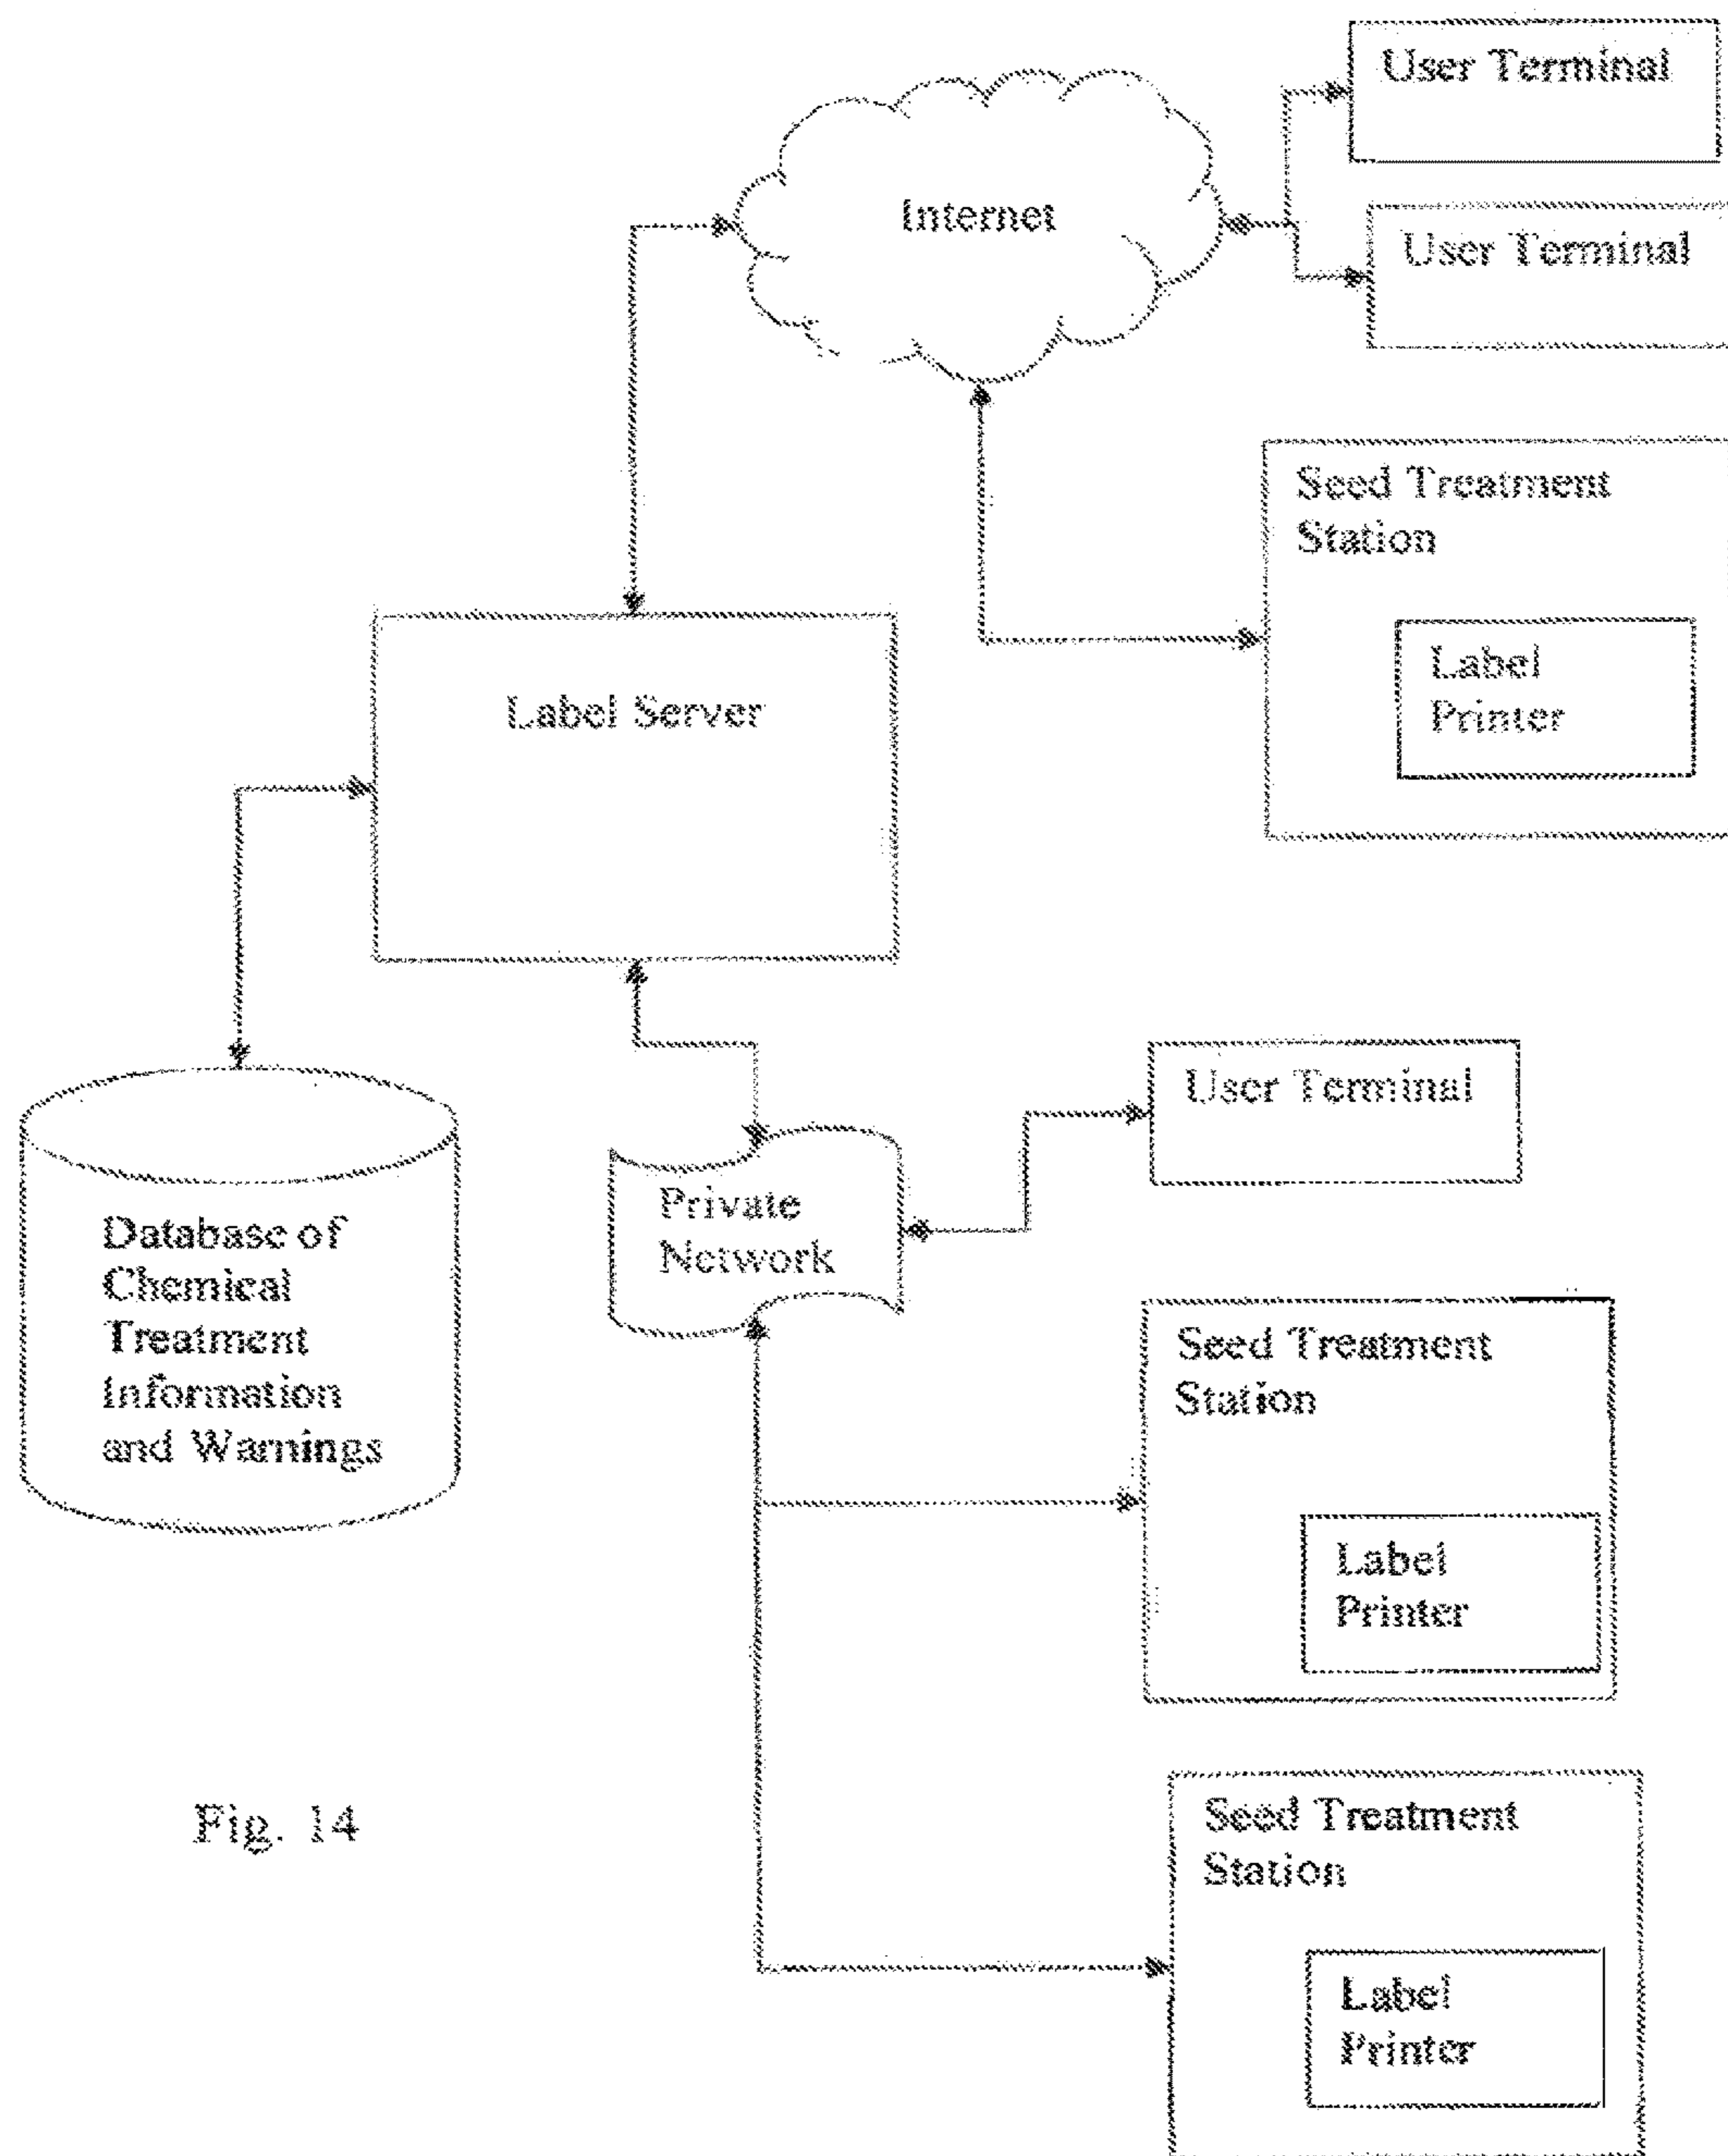 User Terminal
Internet
User Terminal
Seed Treatment
Station
Label
Printer
Label Server
User Terminal
Private
Network
Database of
Chemical
Treatment
Information
and Warnings
Seed Treatment
Station
Label
Printer
Fig. 14
Seed Treatment
Station
Label
Printer